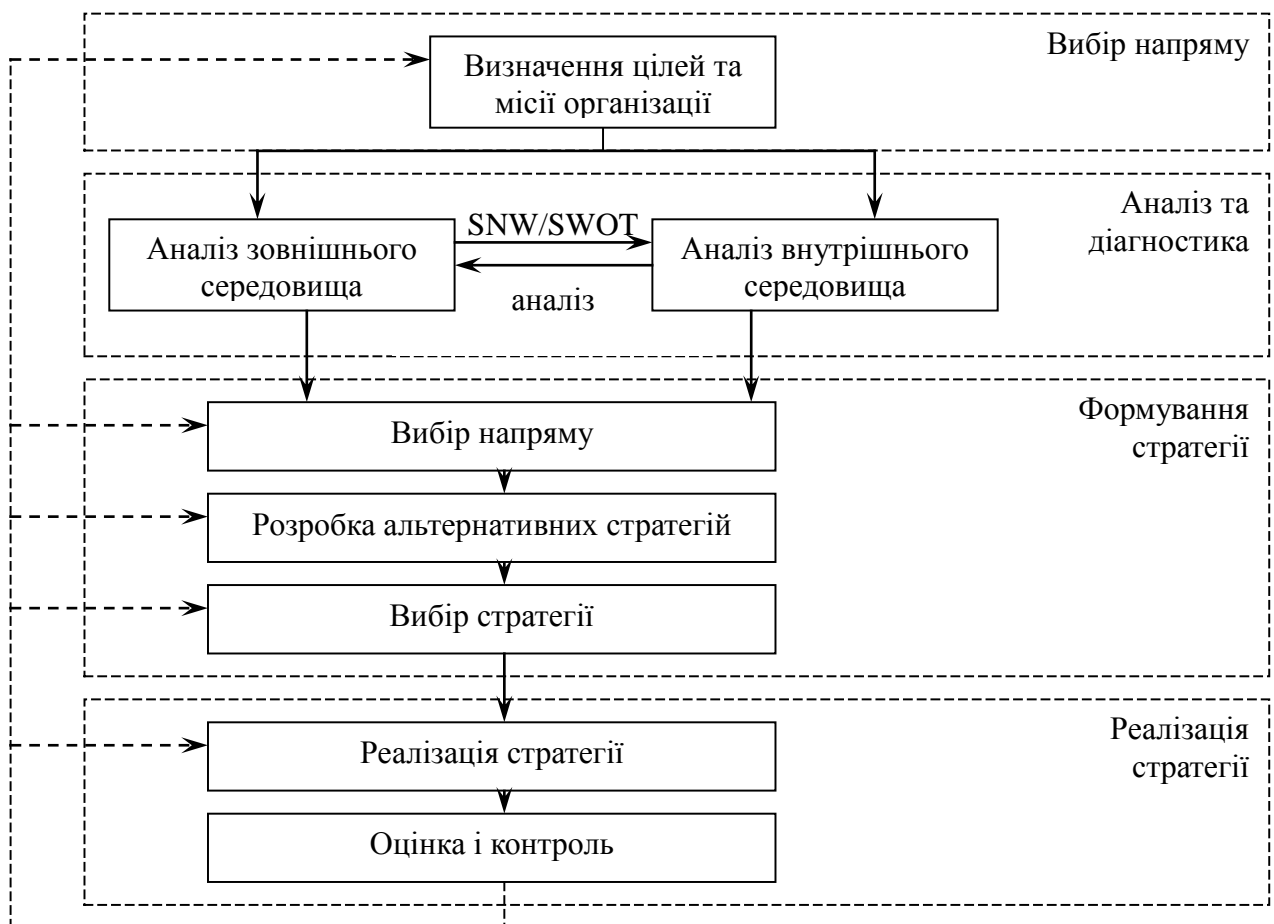 Вибір напряму
Визначення цілей та
місії організації
Аналіз та
діагностика
SNW/SWOT
Аналіз зовнішнього
середовища
Аналіз внутрішнього
середовища
аналіз
Формування
стратегії
Вибір напряму
Розробка альтернативних стратегій
Вибір стратегії
Реалізація
стратегії
Реалізація стратегії
Оцінка і контроль